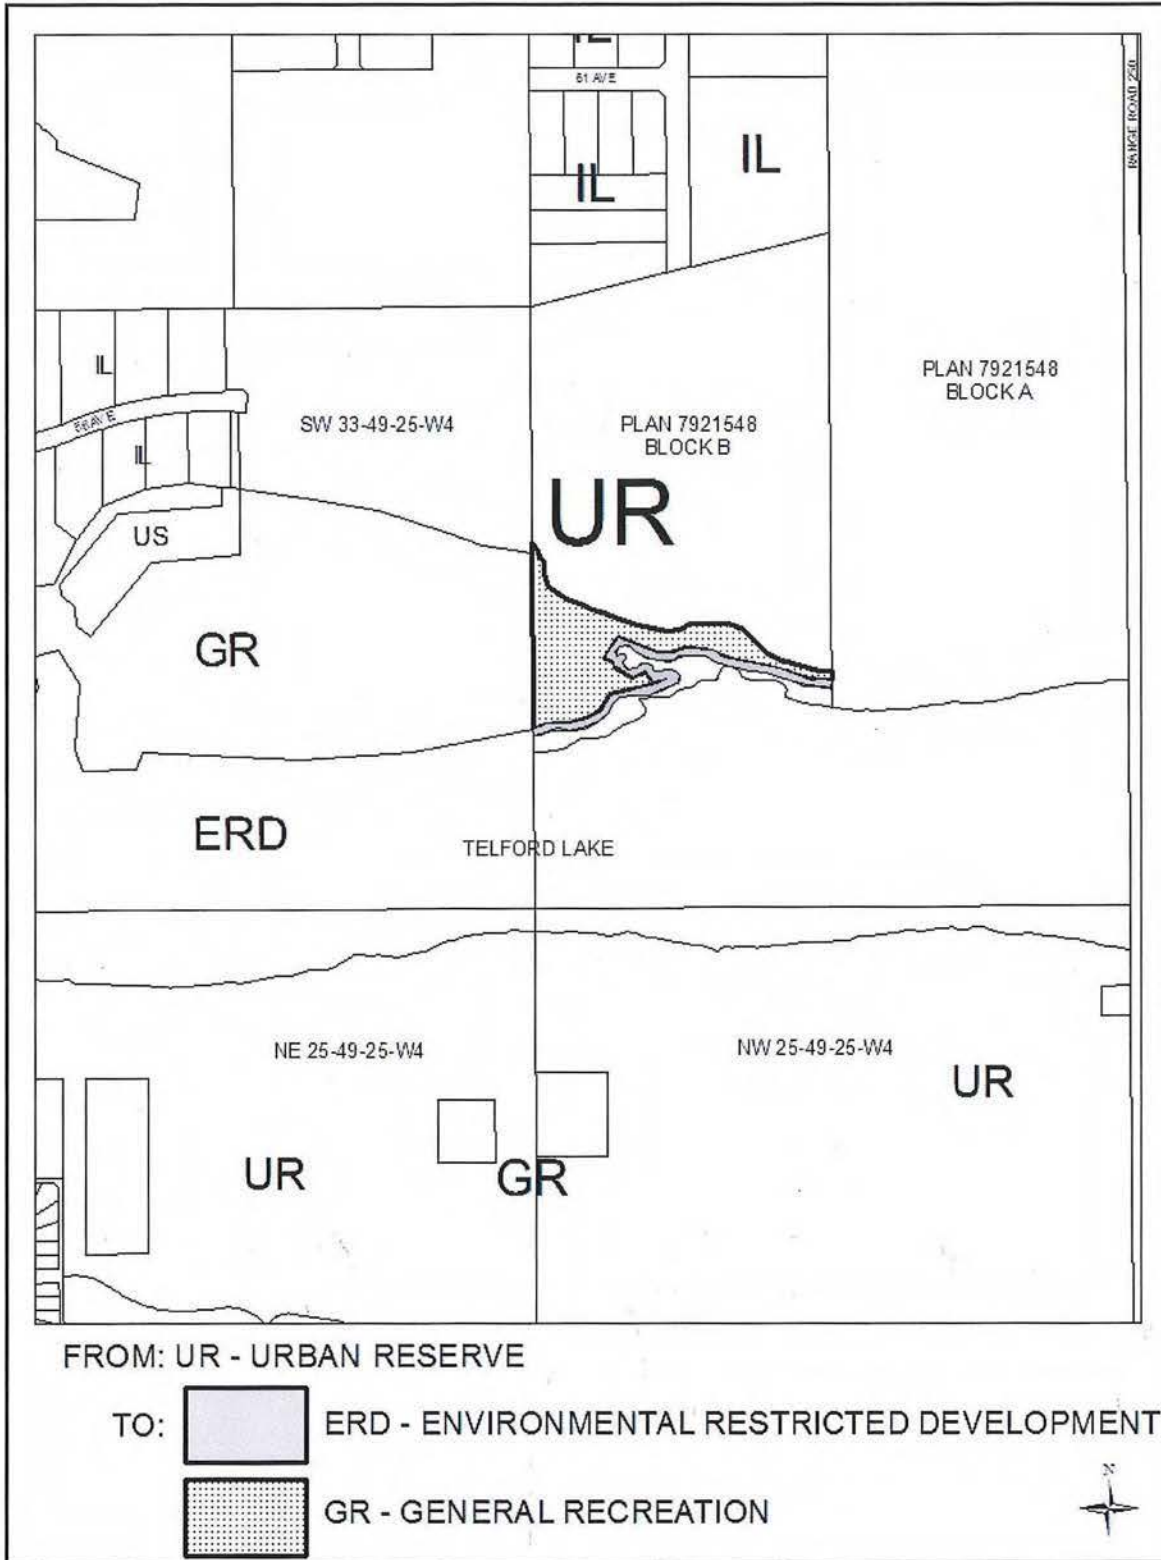 IL
61 AVE
IL
IL
RANGE ROAD 250
IL
56 AVE
IL
SW 33-49-25-W4
PLAN 7921548
BLOCK B
PLAN 7921548
BLOCK A
UR
US
GR
ERD
TELFORD LAKE
NE 25-49-25-W4
NW 25-49-25-W4
UR
UR
GR
FROM: UR - URBAN RESERVE
TO:
ERD - ENVIRONMENTAL RESTRICTED DEVELOPMENT
GR - GENERAL RECREATION
N